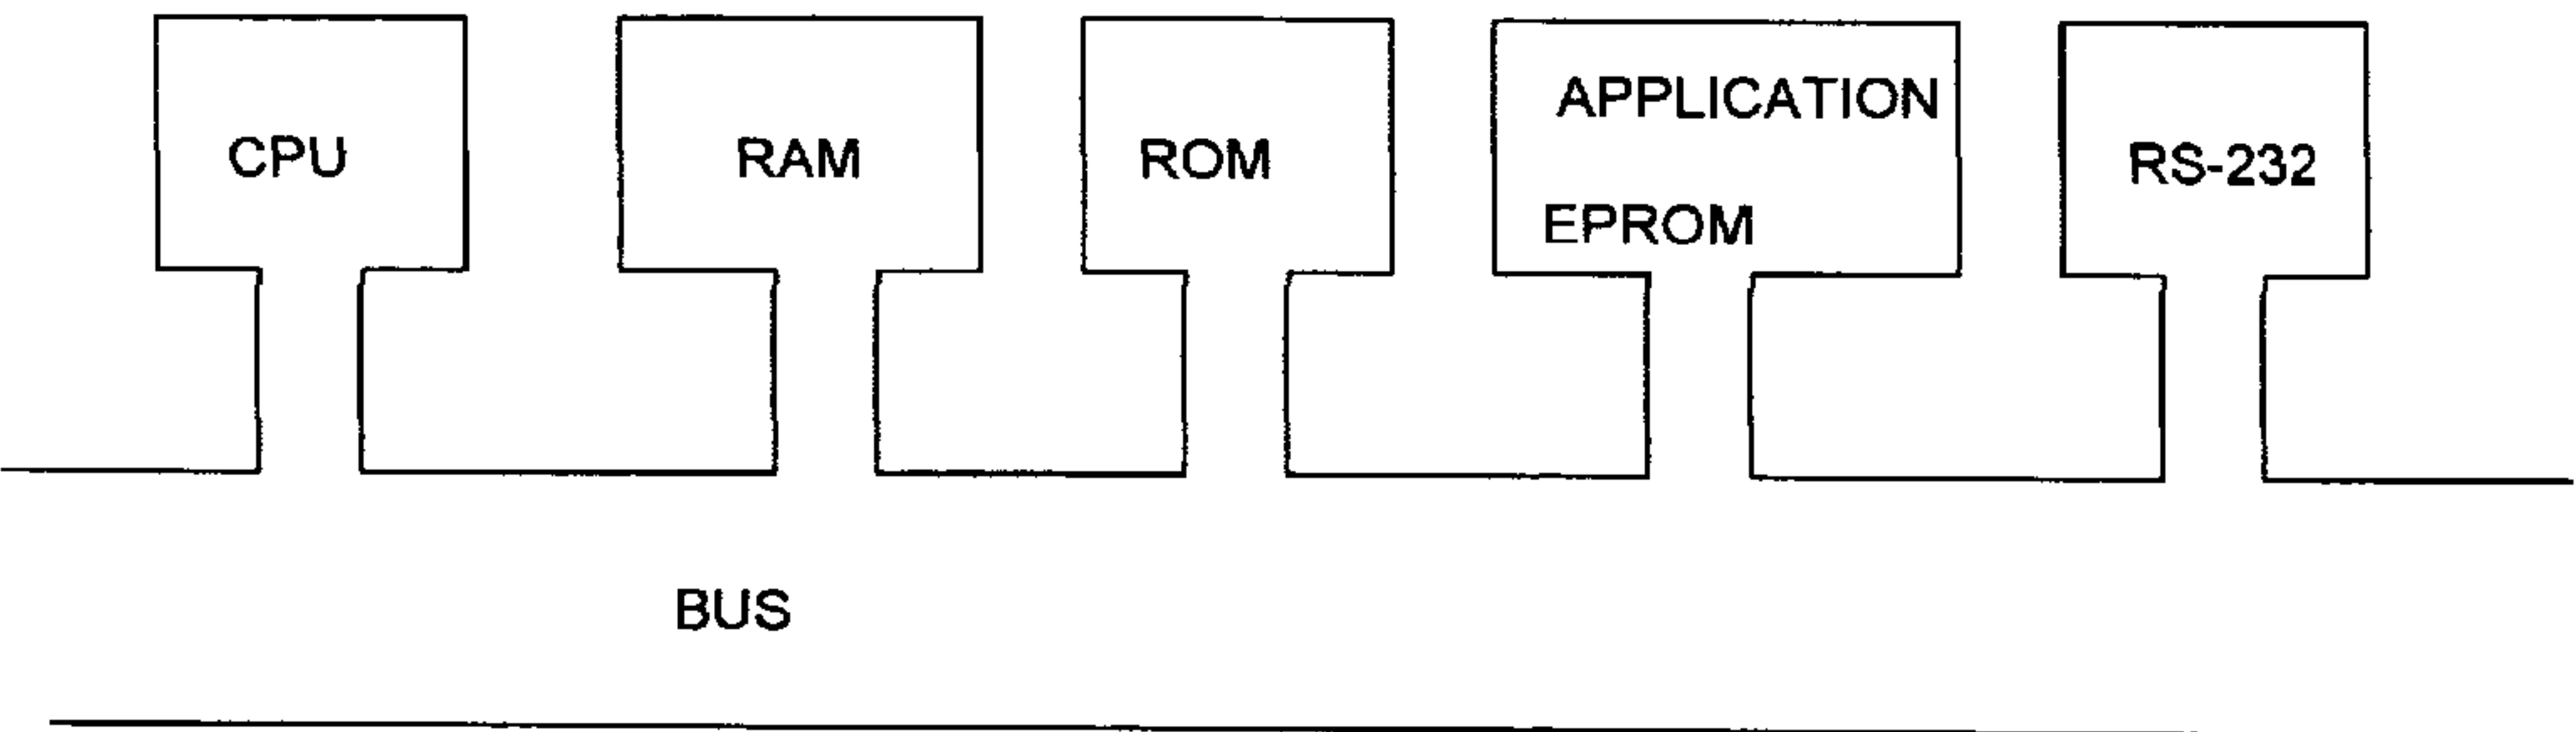 CPU
RAM
ROM
APPLICATION
EPROM
RS-232
BUS